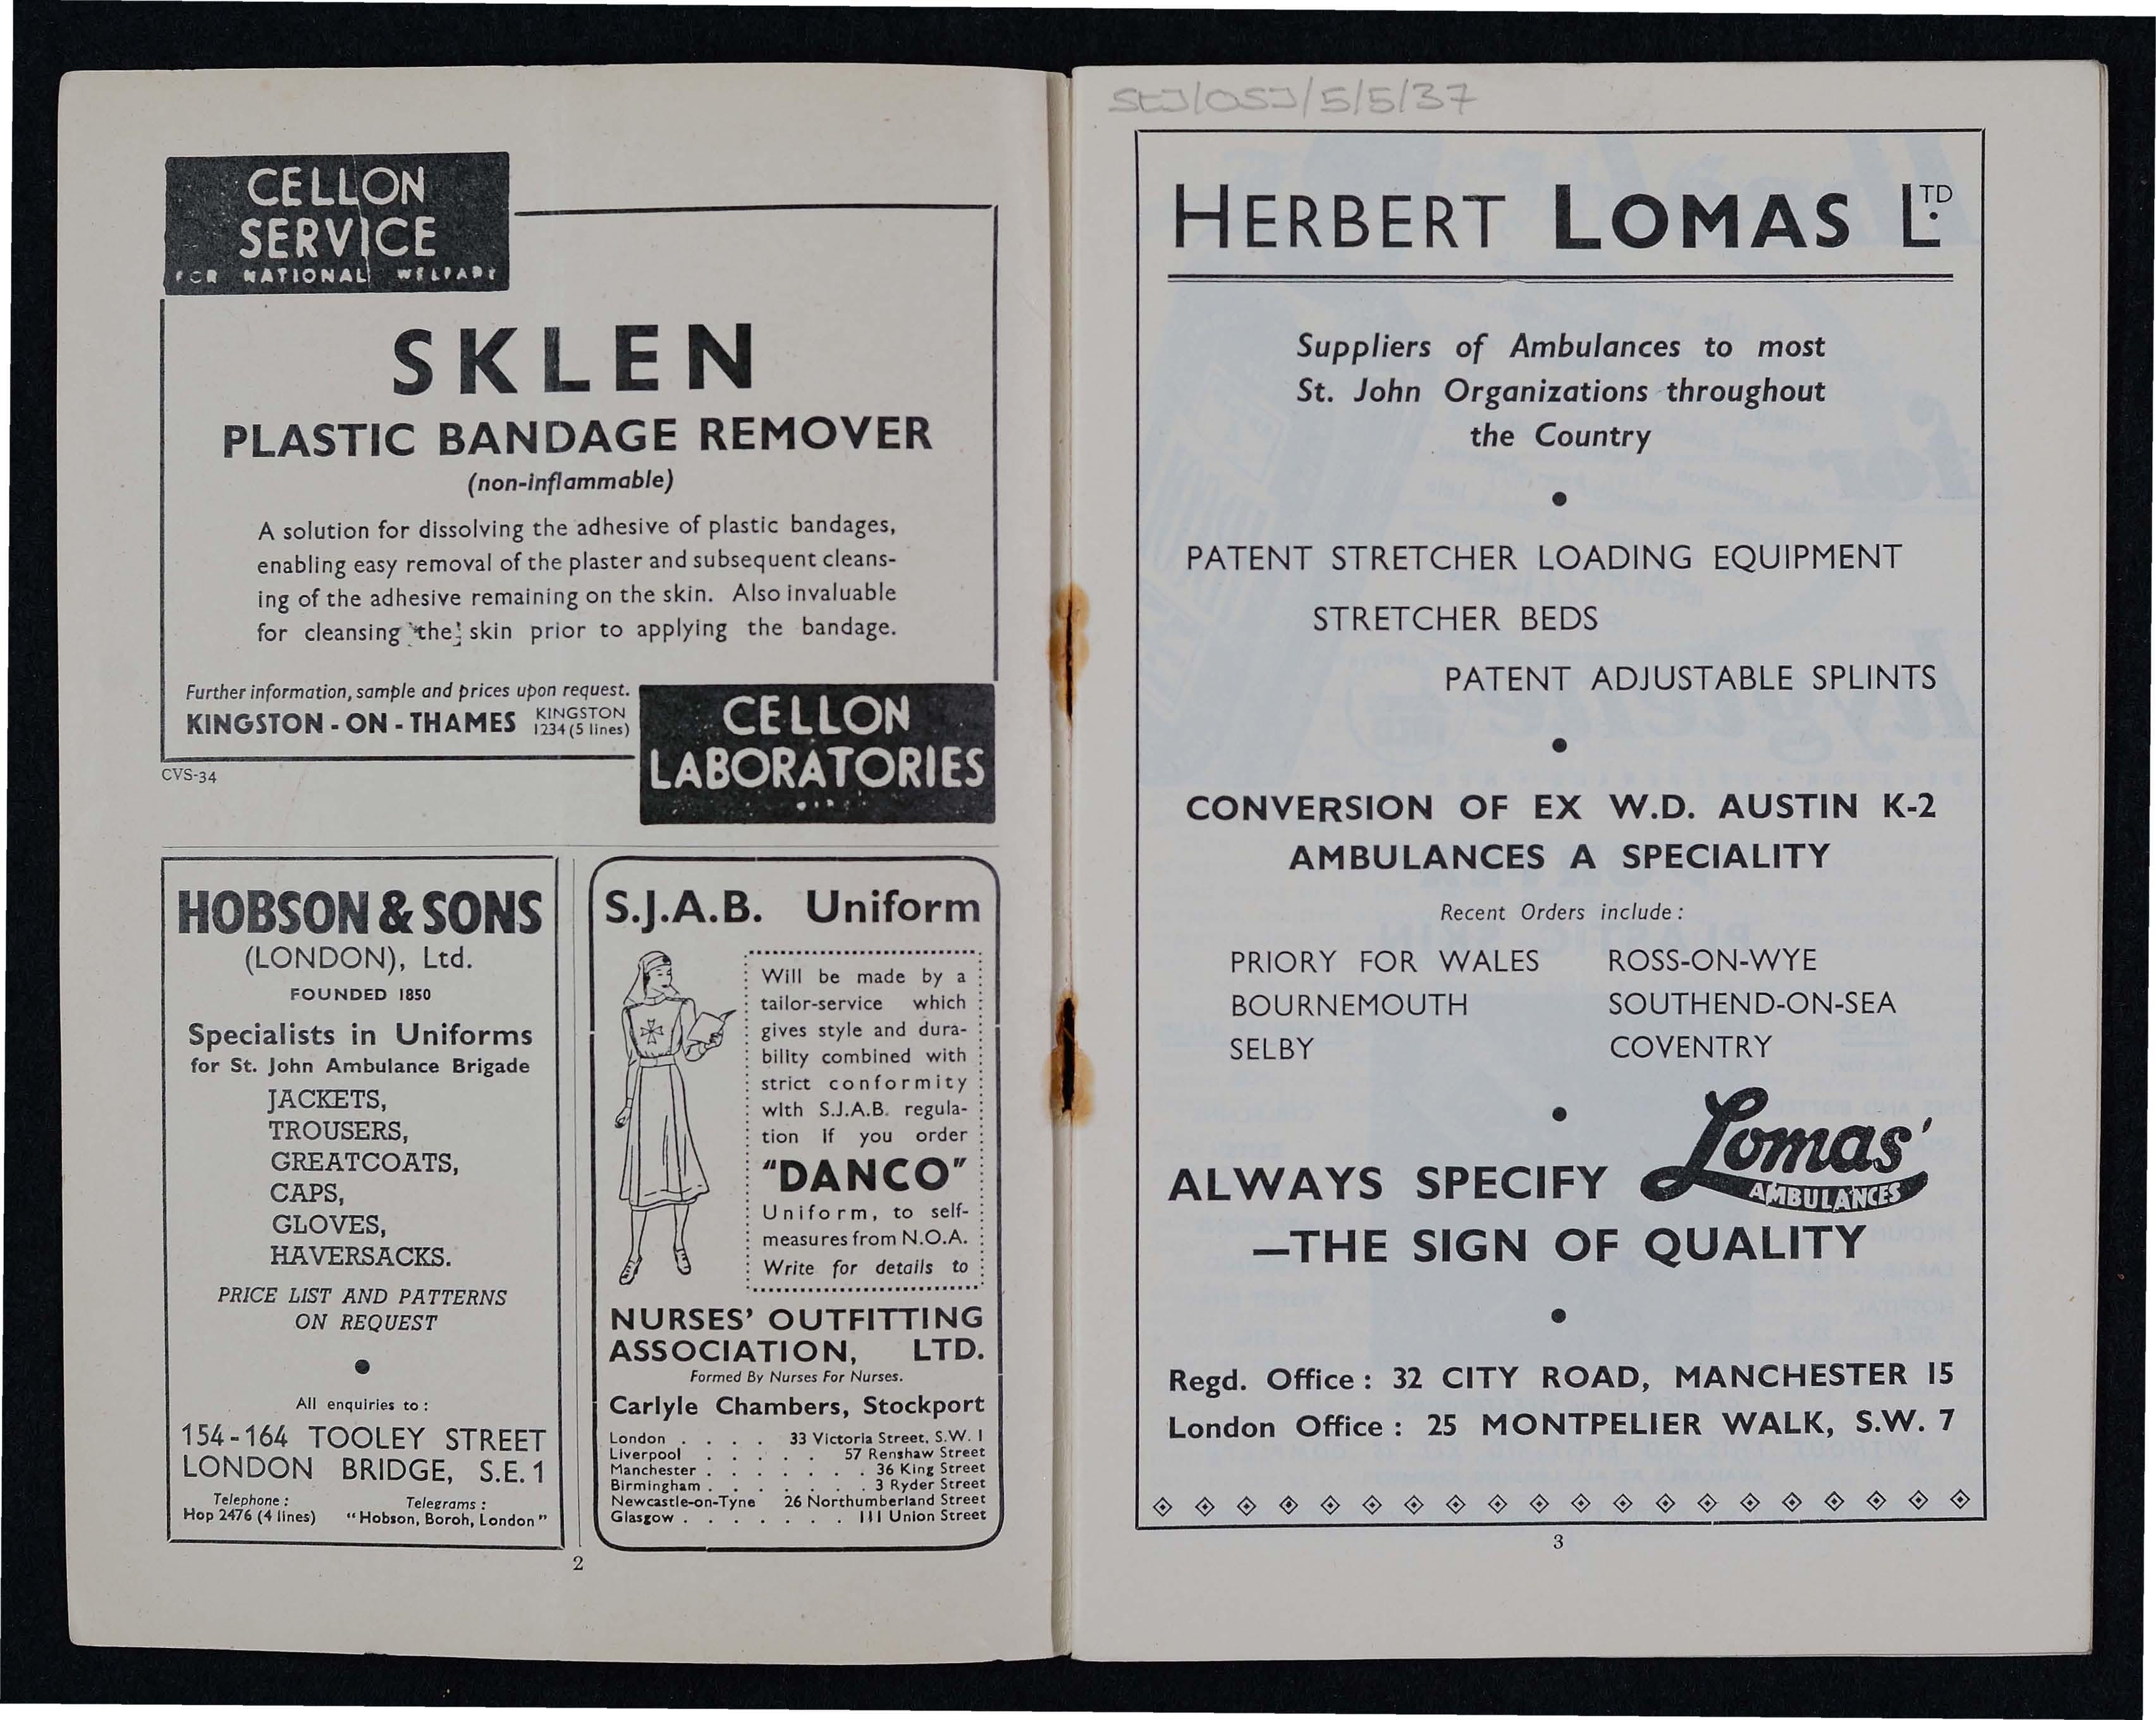 CELLON
SERVICE
FOR NATIONAL WELFARE
SKLEN
PLASTIC BANDAGE REMOVER
(non-inflammable)
A solution for dissolving the adhesive of plastic bandages,
enabling easy removal of the plaster and subsequent cleans-
ing of the adhesive remaining on the skin. Also invaluable
for cleansing the skin prior to applying the bandage.
Further information, sample and prices upon request.
KINGSTON-ON-THAMES KINGSTON
1234 (5 lines)
CELLON
LABORATORIES
CVS-34
HOBSON & SONS
(LONDON), Ltd.
FOUNDED 1850
Specialists in Uniforms
for St. John Ambulance Brigade
JACKETS,
TROUSERS,
GREATCOATS,
CAPS,
GLOVES,
HAVERSACKS.
PRICE LIST AND PATTERNS
ON REQUEST
●
All enquiries to :
154-164 TOOLEY STREET
LONDON BRIDGE, S.E. 1
Telephone : Telegrams :
Hop 2476 (4 lines) "Hobson, Boroh, London"
S.J.A.B. Uniform
Will be made by a
tailor-service which
gives style and dura-
bility combined with
strict conformity
with S.J.A.B. regula-
tion if you order
"DANCO"
Uniform, to self-
measures from N.O.A.
Write for details to
NURSES' OUTFITTING
ASSOCIATION, LTD.
Formed By Nurses For Nurses.
Carlyle Chambers, Stockport
London . . . . 33 Victoria Street, S.W. 1
Liverpool . . . . . 57 Renshaw Street
Manchester . . . . . . . 36 King Street
Birmingham . . . . . . . 3 Ryder Street
Newcastle-on-Tyne 26 Northumberland Street
Glasgow . . . . . . . 111 Union Street
2
StJ/OSJ/5/5/37
HERBERT LOMAS LTD.
Suppliers of Ambulances to most
St. John Organizations throughout
the Country
●
PATENT STRETCHER LOADING EQUIPMENT
STRETCHER BEDS
PATENT ADJUSTABLE SPLINTS
●
CONVERSION OF EX W.D. AUSTIN K-2
AMBULANCES A SPECIALITY
Recent Orders include :
PRIORY FOR WALES ROSS-ON-WYE
BOURNEMOUTH SOUTHEND-ON-SEA
SELBY COVENTRY
●
ALWAYS SPECIFY Lomas'
AMBULANCES
—THE SIGN OF QUALITY
●
Regd. Office : 32 CITY ROAD, MANCHESTER 15
London Office : 25 MONTPELIER WALK, S.W. 7
3